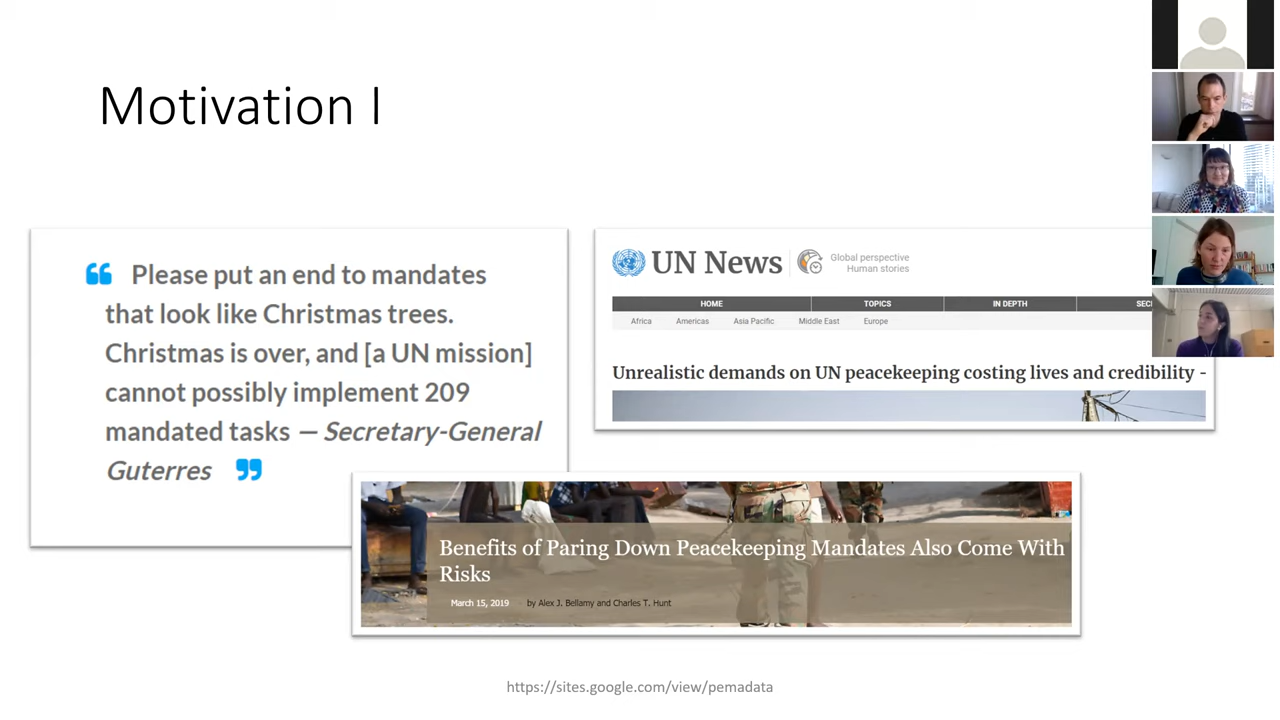 Motivation I
“ Please put an end to mandates
that look like Christmas trees.
Christmas is over, and [a UN mission]
cannot possibly implement 209
mandated tasks — Secretary-General
Guterres ”
UN News
Global perspective
Human stories
HOME TOPICS IN DEPTH
Africa Americas Asia Pacific Middle East Europe
Unrealistic demands on UN peacekeeping costing lives and credibility -
Benefits of Paring Down Peacekeeping Mandates Also Come With
Risks
March 15, 2019 by Alex J. Bellamy and Charles T. Hunt
https://sites.google.com/view/pemadata